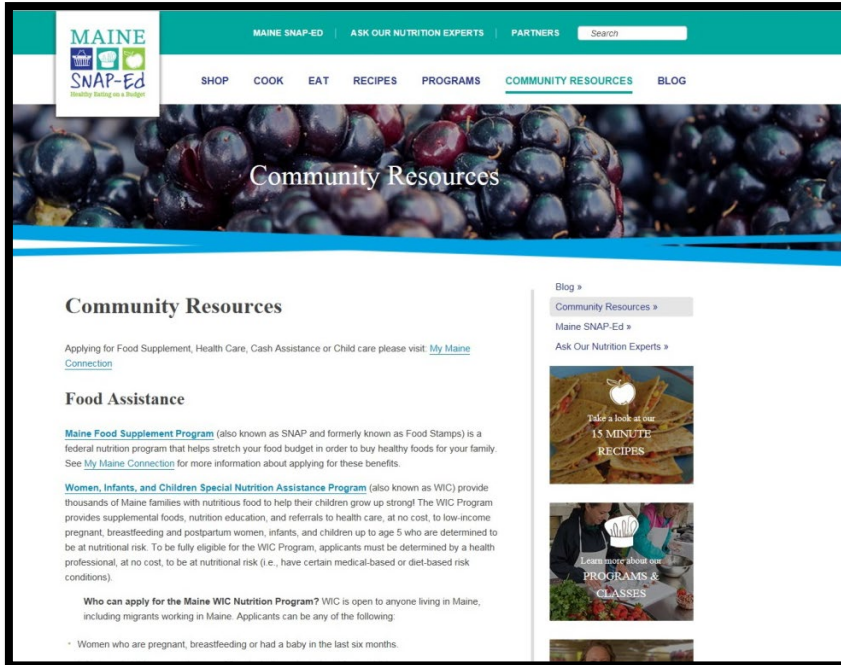 MAINE
SNAP-Ed
Healthy Eating on a Budget
MAINE SNAP-ED
ASK OUR NUTRITION EXPERTS
PARTNERS
Search
SHOP
COOK
EAT
RECIPES
PROGRAMS
COMMUNITY RESOURCES
BLOG
Community Resources
Community Resources
Applying for Food Supplement, Health Care, Cash Assistance or Child care please visit: My Maine
Connection
Food Assistance
Maine Food Supplement Program (also known as SNAP and formerly known as Food Stamps) is a
federal nutrition program that helps stretch your food budget in order to buy healthy foods for your family.
See My Maine Connection for more information about applying for these benefits.
Women, Infants, and Children Special Nutrition Assistance Program (also known as WIC) provide
thousands of Maine families with nutritious food to help their children grow up strong! The WIC Program
provides supplemental foods, nutrition education, and referrals to health care, at no cost, to low-income
pregnant, breastfeeding and postpartum women, infants, and children up to age 5 who are determined to
be at nutritional risk. To be fully eligible for the WIC Program, applicants must be determined by a health
professional, at no cost, to be at nutritional risk (i.e., have certain medical-based or diet-based risk
conditions).
Who can apply for the Maine WIC Nutrition Program? WIC is open to anyone living in Maine,
including migrants working in Maine. Applicants can be any of the following:
- Women who are pregnant, breastfeeding or had a baby in the last six months.
Blog »
Community Resources »
Maine SNAP-Ed »
Ask Our Nutrition Experts »
Take a look at our
15 MINUTE
RECIPES
Learn more about our
PROGRAMS &
CLASSES